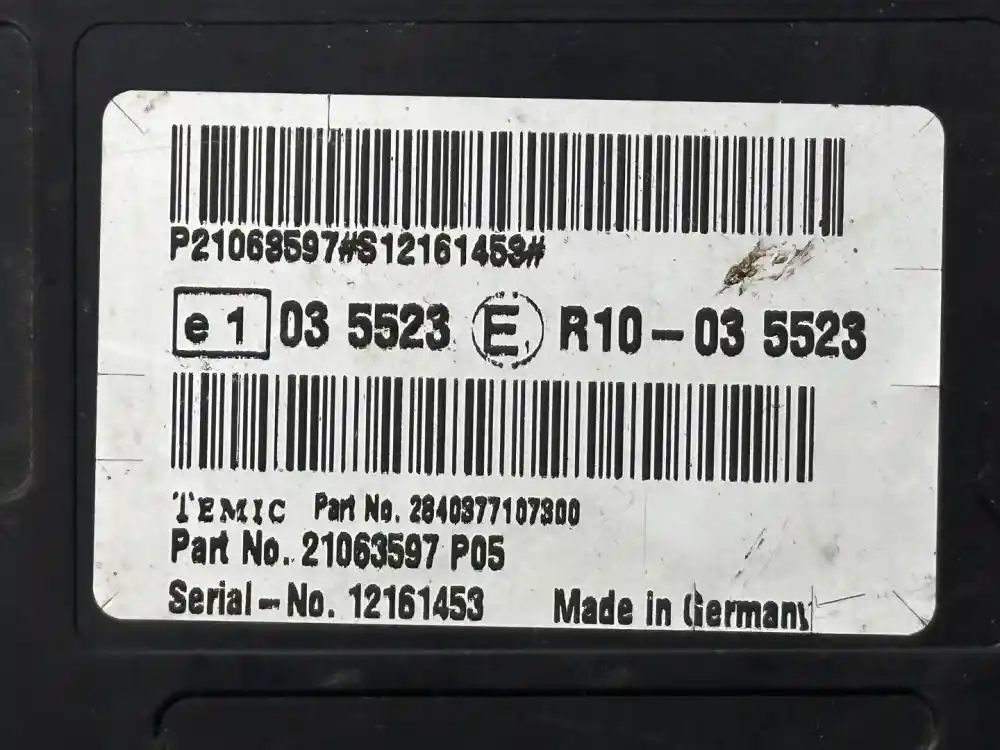 P21063597#S12161453#
e 1 03 5523 E R10-03 5523
TEMIC Part No. 2840377107300
Part No. 21063597 P05
Serial-No. 12161453 Made in Germany